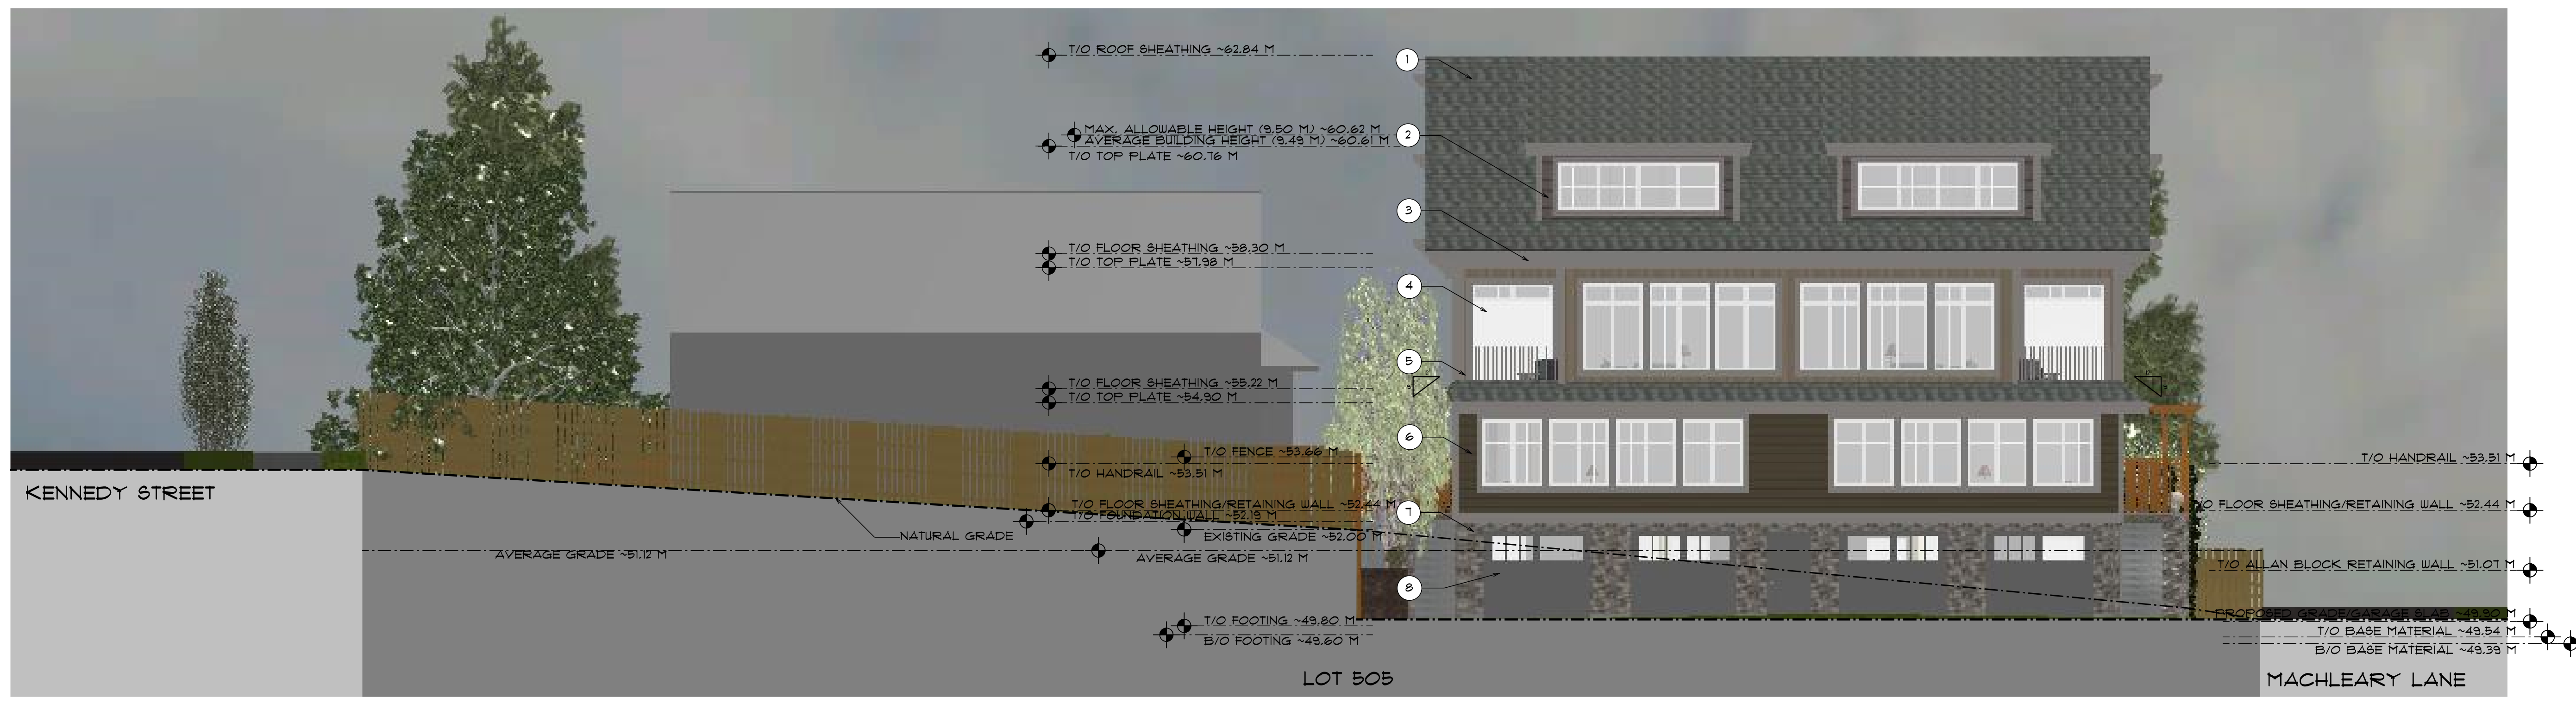 T/O ROOF SHEATHING ~62.84 M
1
MAX. ALLOWABLE HEIGHT (9.50 M) ~60.62 M
2
AVERAGE BUILDING HEIGHT (9.49 M) ~60.61 M
T/O TOP PLATE ~60.76 M
3
T/O FLOOR SHEATHING ~58.30 M
T/O TOP PLATE ~57.98 M
4
5
T/O FLOOR SHEATHING ~55.22 M
T/O TOP PLATE ~54.90 M
6
T/O FENCE ~53.66 M
T/O HANDRAIL ~53.51 M
T/O HANDRAIL ~53.51 M
KENNEDY STREET
T/O FLOOR SHEATHING/RETAINING WALL ~52.44 M
T/O FLOOR SHEATHING/RETAINING WALL ~52.44 M
7
T/O FOUNDATION WALL ~52.19 M
NATURAL GRADE
EXISTING GRADE ~52.00 M
AVERAGE GRADE ~51.12 M
AVERAGE GRADE ~51.12 M
T/O ALLAN BLOCK RETAINING WALL ~51.07 M
8
PROPOSED GRADE/GARAGE SLAB ~49.90 M
T/O FOOTING ~49.80 M
T/O BASE MATERIAL ~49.54 M
B/O FOOTING ~49.60 M
B/O BASE MATERIAL ~49.39 M
LOT 505
MACHLEARY LANE